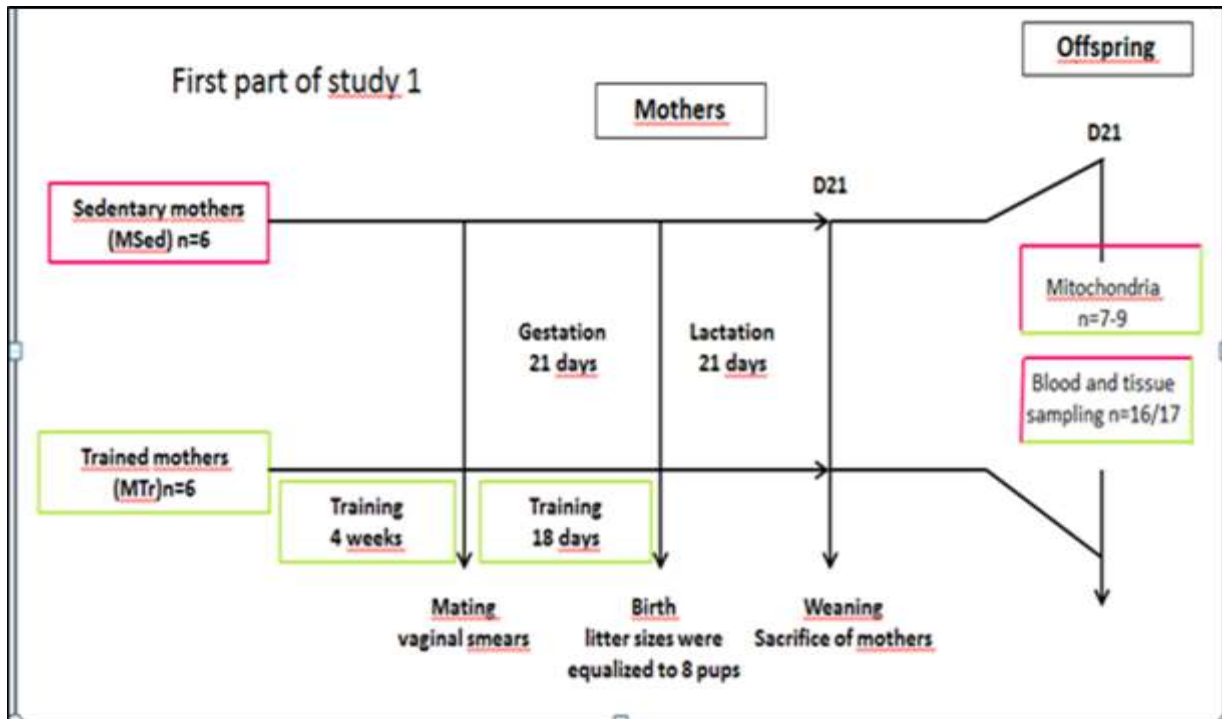 First part of study 1
Offspring
Mothers
D21
D21
Sedentary mothers
(MSed) n=6
Mitochondria
n=7-9
Gestation
21 days
Lactation
21 days
Blood and tissue
sampling n=16/17
Trained mothers
(MTr)n=6
Training
4 weeks
Training
18 days
Mating
vaginal smears
Birth
litter sizes were
equalized to 8 pups
Weaning
Sacrifice of mothers